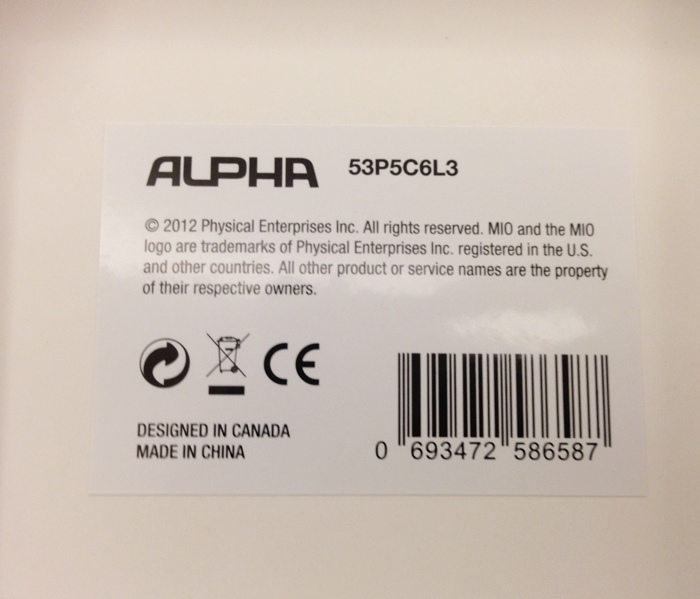 ALPHA 53P5C6L3
© 2012 Physical Enterprises Inc. All rights reserved. MIO and the MIO
logo are trademarks of Physical Enterprises Inc. registered in the U.S.
and other countries. All other product or service names are the property
of their respective owners.
CE
DESIGNED IN CANADA
MADE IN CHINA
0 693472 586587